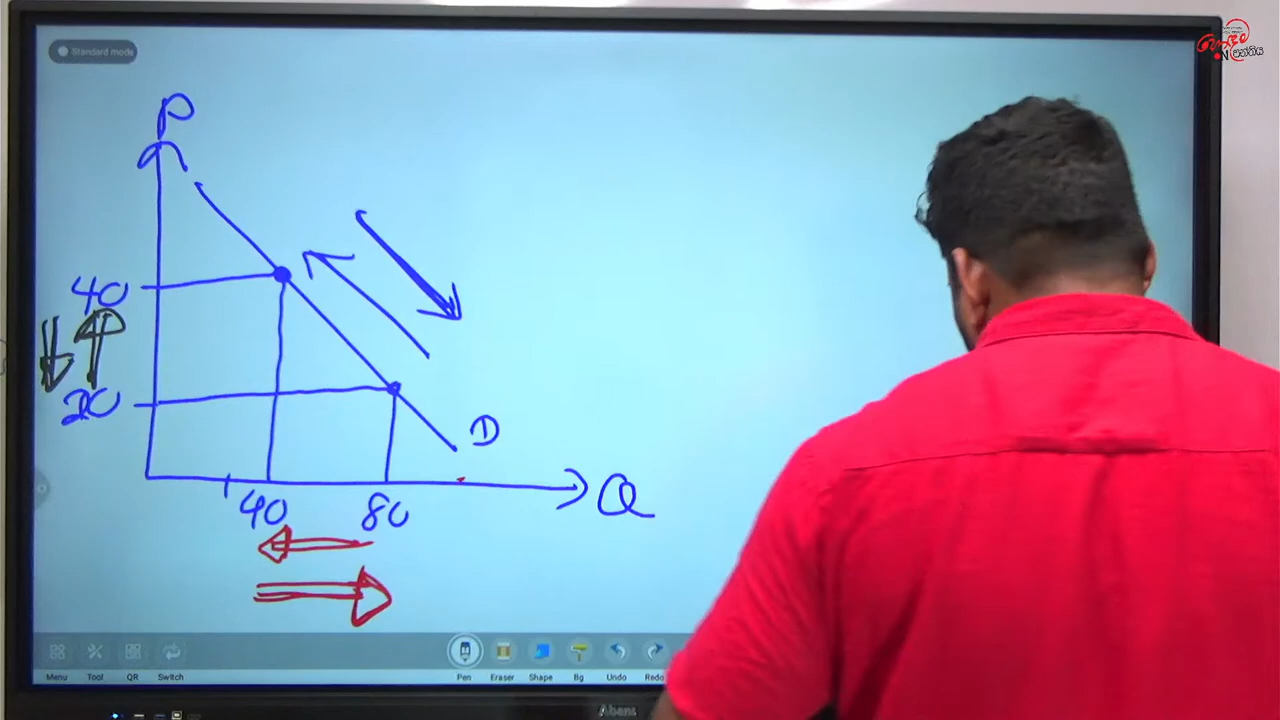 Standard mode
P
40
20
D
40 80
Q
Menu Tool QR Switch Pen Eraser Shape Bg Undo Redo